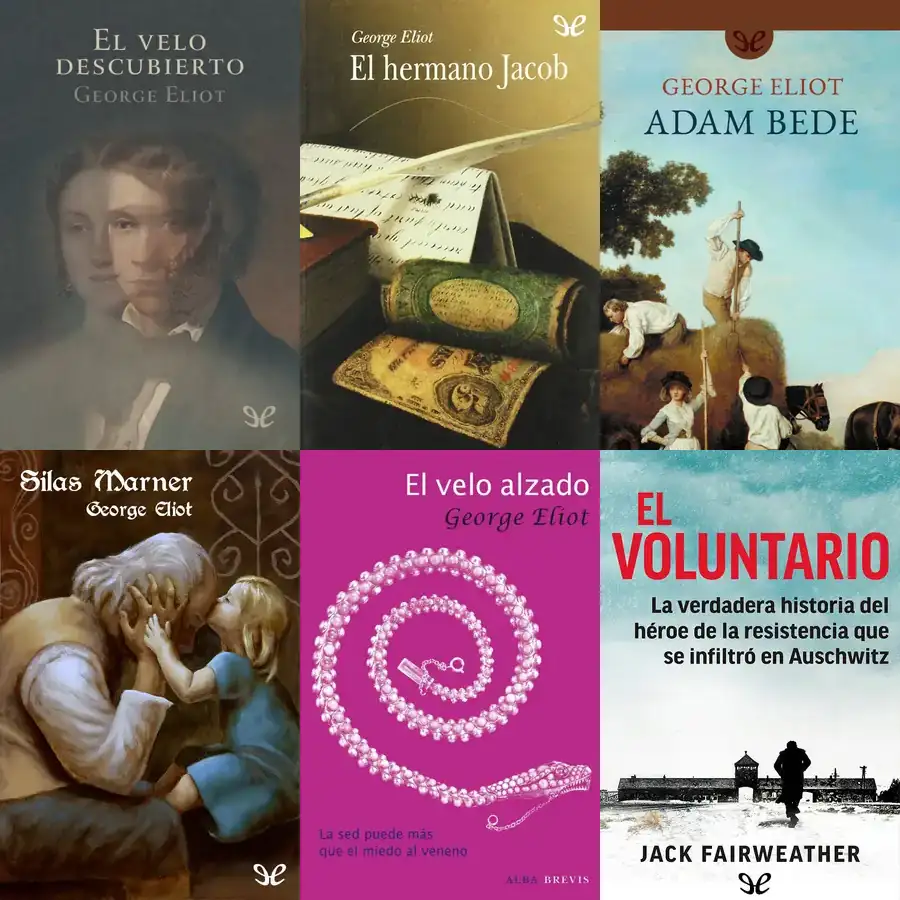 EL VELO
DESCUBIERTO
GEORGE ELIOT
George Eliot
El hermano Jacob
GEORGE ELIOT
ADAM BEDE
Silas Marner
George Eliot
El velo alzado
George Eliot
La sed puede más
que el miedo al veneno
ALBA BREVIS
EL
VOLUNTARIO
La verdadera historia del
héroe de la resistencia que
se infiltró en Auschwitz
JACK FAIRWEATHER